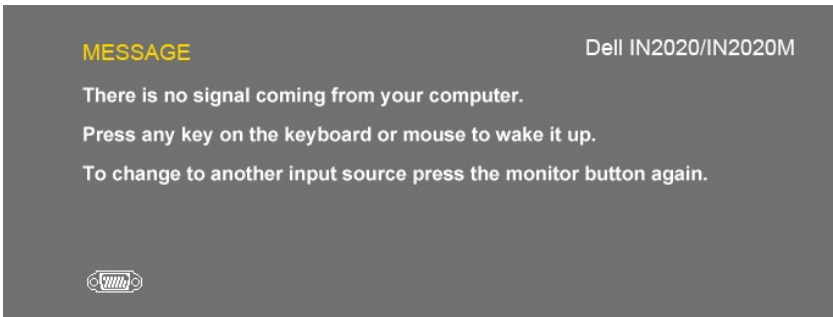 MESSAGE
Dell IN2020/IN2020M
There is no signal coming from your computer.
Press any key on the keyboard or mouse to wake it up.
To change to another input source press the monitor button again.